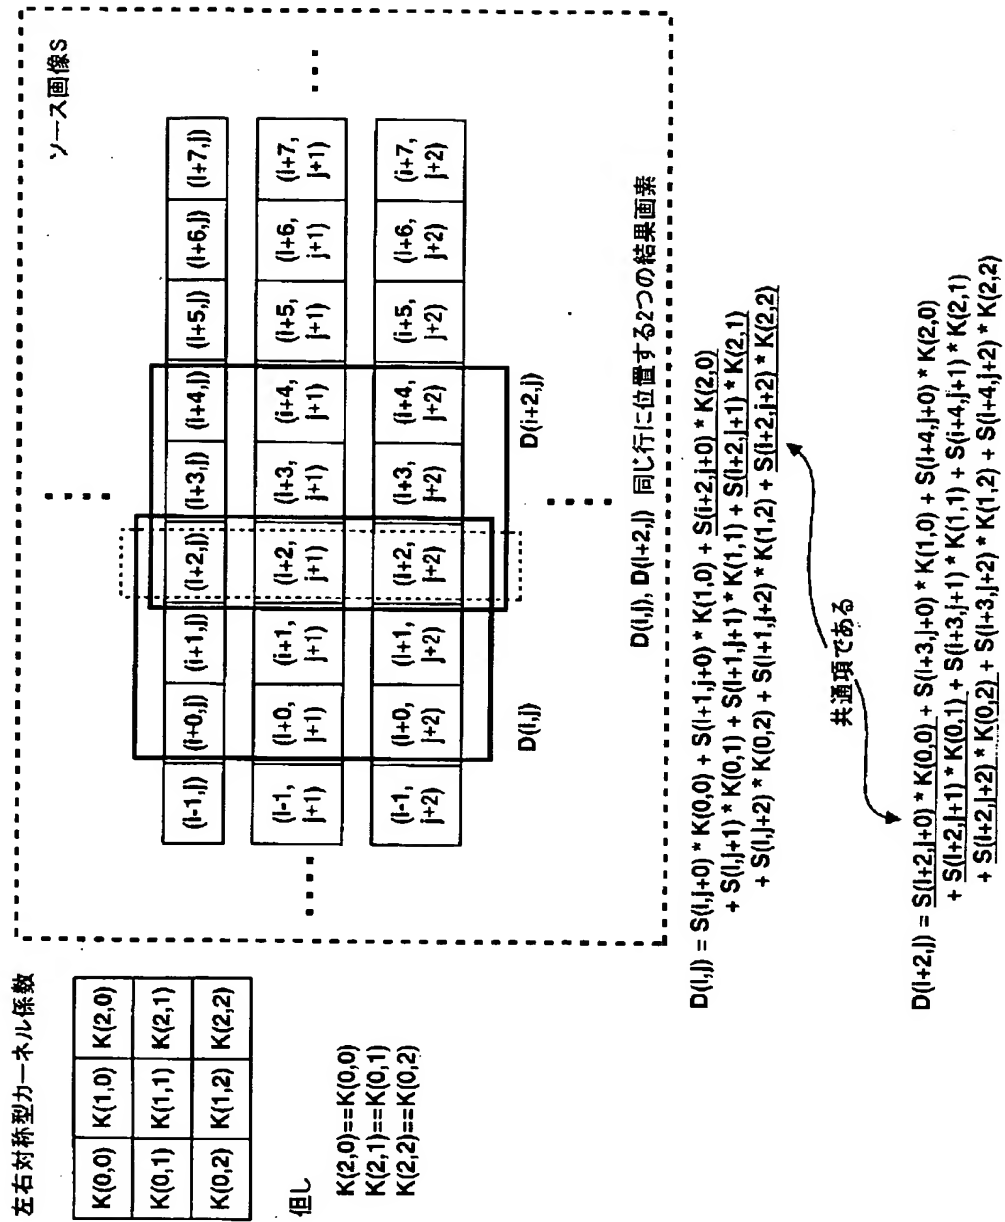 左右対称型カーネル係数
K(0,0) K(1,0) K(2,0)
K(0,1) K(1,1) K(2,1)
K(0,2) K(1,2) K(2,2)
但し
K(2,0)==K(0,0)
K(2,1)==K(0,1)
K(2,2)==K(0,2)
ソース画像S
(i-1,j) (i+0,j) (i+1,j) (i+2,j) (i+3,j) (i+4,j) (i+5,j) (i+6,j) (i+7,j)
(i-1, j+1) (i+0, j+1) (i+1, j+1) (i+2, j+1) (i+3, j+1) (i+4, j+1) (i+5, j+1) (i+6, j+1) (i+7, j+1)
(i-1, j+2) (i+0, j+2) (i+1, j+2) (i+2, j+2) (i+3, j+2) (i+4, j+2) (i+5, j+2) (i+6, j+2) (i+7, j+2)
D(i,j) D(i+2,j)
D(i,j), D(i+2,j) 同じ行に位置する2つの結果画素
D(i,j) = S(i,j+0) * K(0,0) + S(i+1,j+0) * K(1,0) + S(i+2,j+0) * K(2,0)
+ S(i,j+1) * K(0,1) + S(i+1,j+1) * K(1,1) + S(i+2,j+1) * K(2,1)
+ S(i,j+2) * K(0,2) + S(i+1,j+2) * K(1,2) + S(i+2,j+2) * K(2,2)
共通項である
D(i+2,j) = S(i+2,j+0) * K(0,0) + S(i+3,j+0) * K(1,0) + S(i+4,j+0) * K(2,0)
+ S(i+2,j+1) * K(0,1) + S(i+3,j+1) * K(1,1) + S(i+4,j+1) * K(2,1)
+ S(i+2,j+2) * K(0,2) + S(i+3,j+2) * K(1,2) + S(i+4,j+2) * K(2,2)